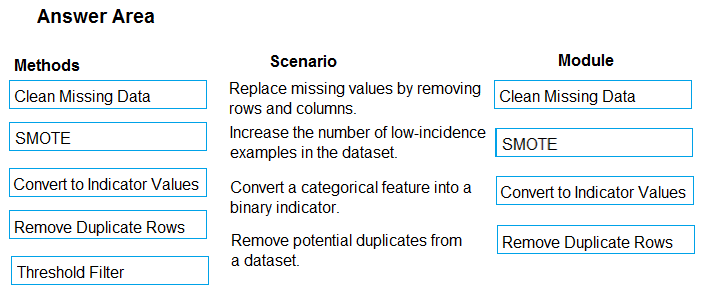 Answer Area
Methods
Scenario
Module
Clean Missing Data
Replace missing values by removing
rows and columns.
Clean Missing Data
SMOTE
Increase the number of low-incidence
examples in the dataset.
SMOTE
Convert to Indicator Values
Convert a categorical feature into a
binary indicator.
Convert to Indicator Values
Remove Duplicate Rows
Remove potential duplicates from
a dataset.
Remove Duplicate Rows
Threshold Filter